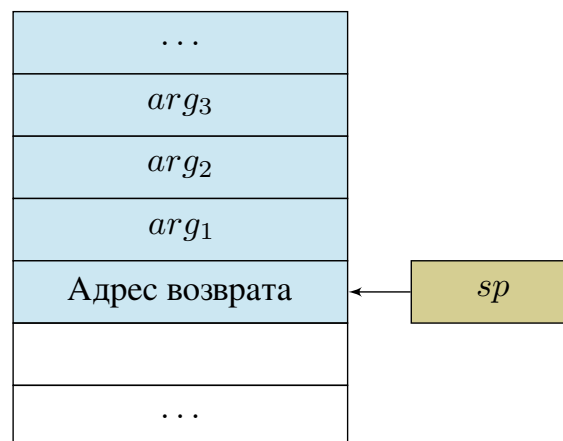 ...
arg₃
arg₂
arg₁
Адрес возврата
sp
...